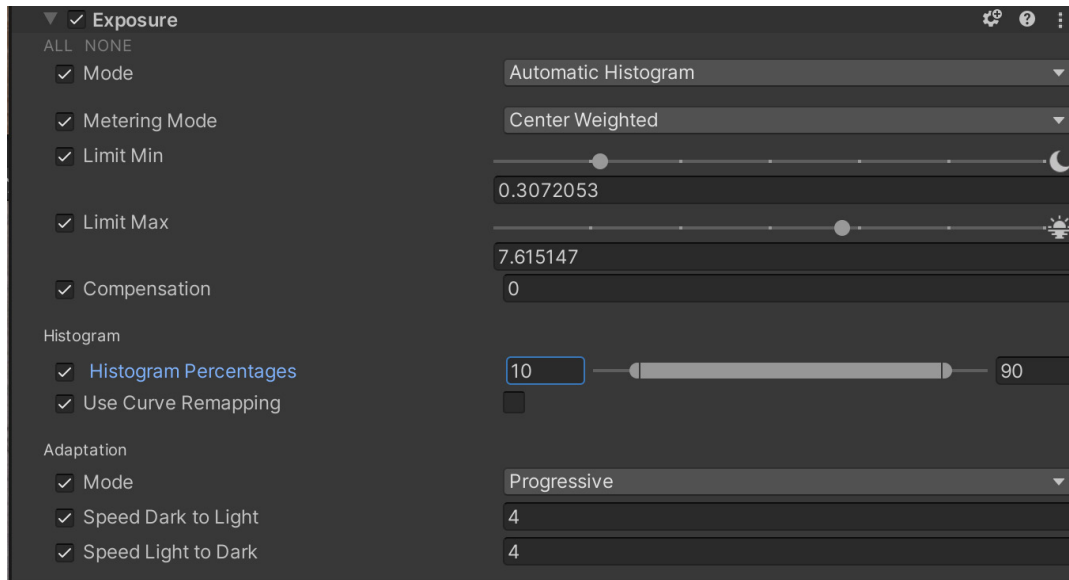 Exposure
ALL NONE
Mode Automatic Histogram
Metering Mode Center Weighted
Limit Min
0.3072053
Limit Max
7.615147
Compensation 0
Histogram
Histogram Percentages 10 90
Use Curve Remapping
Adaptation
Mode Progressive
Speed Dark to Light 4
Speed Light to Dark 4